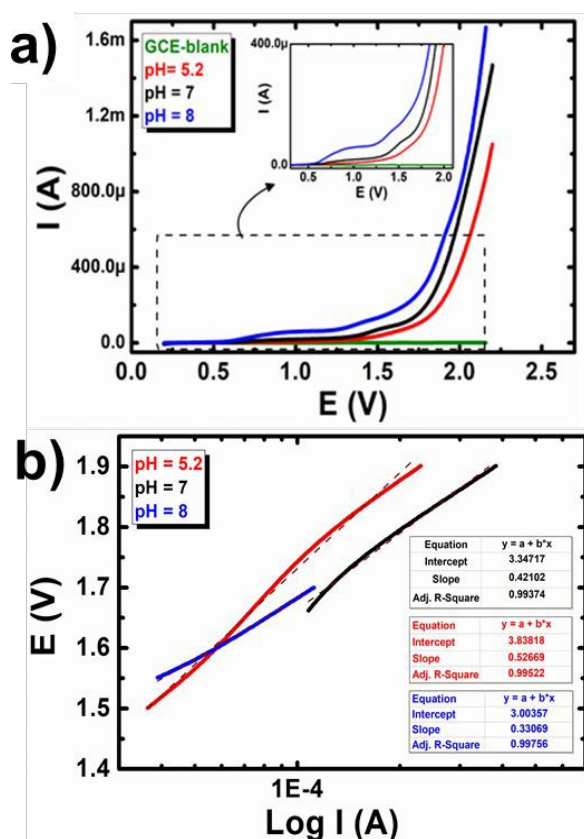 a)
1.6m
1.2m
800.0µ
400.0µ
0.0
I (A)
GCE-blank
pH= 5.2
pH = 7
pH = 8
400.0µ
0.0
I (A)
0.5 1.0 1.5 2.0
E (V)
0.0 0.5 1.0 1.5 2.0 2.5
E (V)
b)
1.9
1.8
1.7
1.6
1.5
1.4
E (V)
pH = 5.2
pH = 7
pH = 8
Equation y = a + b*x
Intercept 3.34717
Slope 0.42102
Adj. R-Square 0.99374
Equation y = a + b*x
Intercept 3.83818
Slope 0.52669
Adj. R-Square 0.99522
Equation y = a + b*x
Intercept 3.00357
Slope 0.33069
Adj. R-Square 0.99756
1E-4
Log I (A)